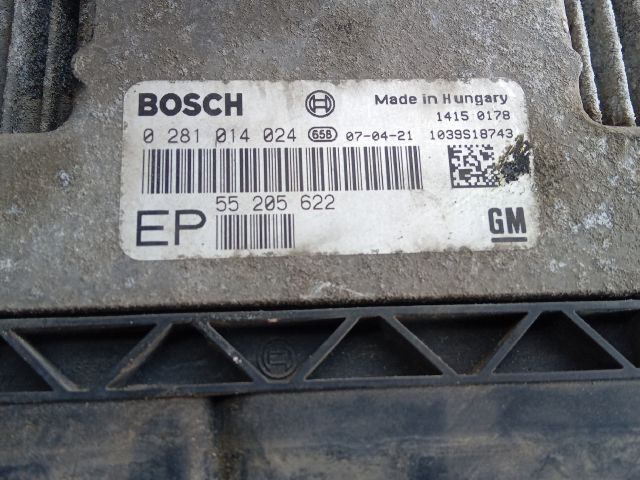 BOSCH Made in Hungary
1415 0178
0 281 014 024 658 07-04-21 1039S18743
55 205 622
EP GM